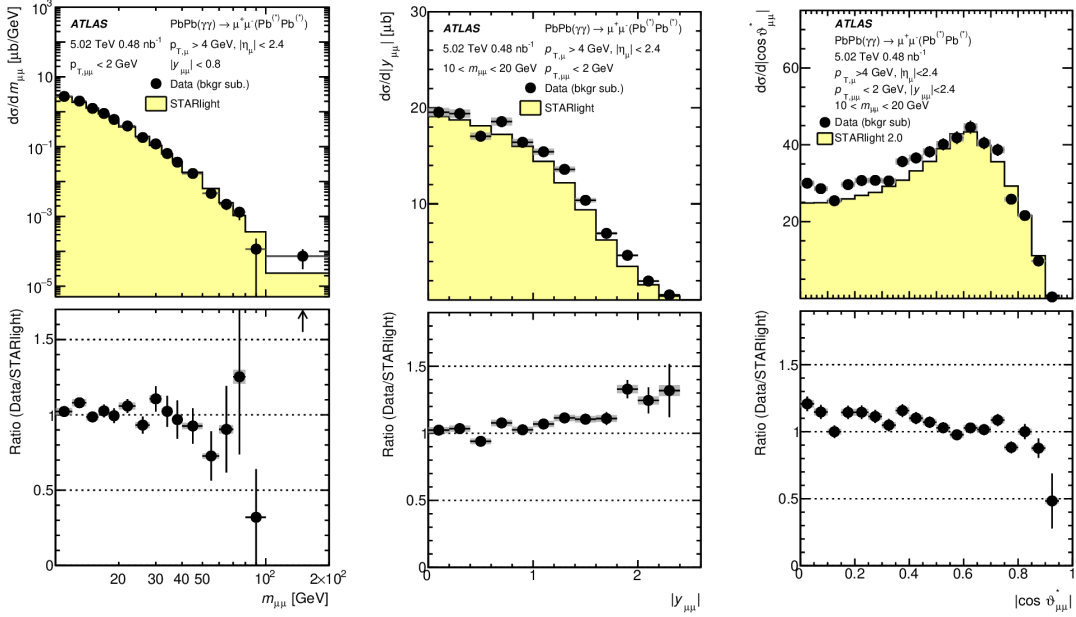 ATLAS PbPb(γγ) → μ⁺μ⁻(Pb⁽*⁾Pb⁽*⁾)
5.02 TeV 0.48 nb⁻¹ p_T,μ > 4 GeV, |η_μ| < 2.4
p_T,μμ < 2 GeV |y_μμ| < 0.8
Data (bkgr sub.)
STARlight
dσ/dm_μμ [μb/GeV]
10³
10
10⁻¹
10⁻³
10⁻⁵
Ratio (Data/STARlight)
1.5
1
0.5
0
20 30 40 50 10² 2×10²
m_μμ [GeV]
ATLAS PbPb(γγ) → μ⁺μ⁻(Pb⁽*⁾Pb⁽*⁾)
5.02 TeV 0.48 nb⁻¹ p_T,μ > 4 GeV, |η_μ| < 2.4
10 < m_μμ < 20 GeV p_T,μμ < 2 GeV
Data (bkgr sub.)
STARlight
dσ/d|y_μμ| [μb]
30
20
10
Ratio (Data/STARlight)
1.5
1
0.5
0
0 1 2
|y_μμ|
ATLAS
PbPb(γγ) → μ⁺μ⁻(Pb⁽*⁾Pb⁽*⁾)
5.02 TeV 0.48 nb⁻¹
p_T,μ >4 GeV, |η_μ|<2.4
p_T,μμ < 2 GeV, |y_μμ|<2.4
10 < m_μμ < 20 GeV
Data (bkgr sub)
STARlight 2.0
dσ/d|cos ϑ*_μμ|
60
40
20
Ratio (Data/STARlight)
1.5
1
0.5
0
0 0.2 0.4 0.6 0.8 1
|cos ϑ*_μμ|